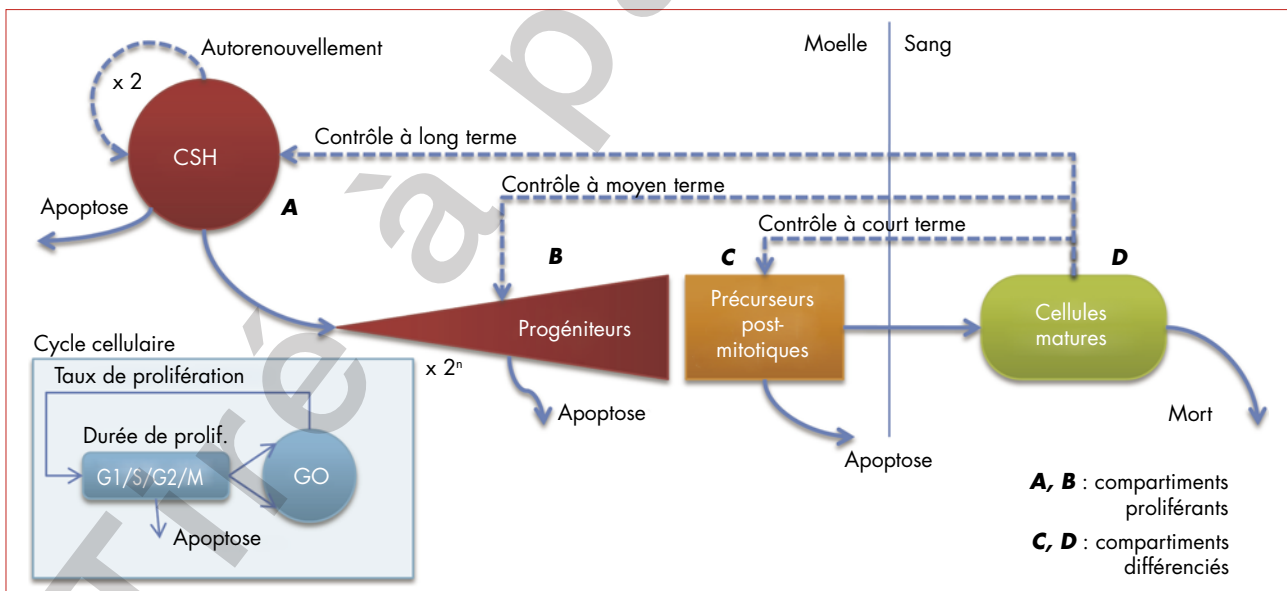 Autorenouvellement
x 2
CSH
Apoptose
A
Moelle
Sang
Contrôle à long terme
Contrôle à moyen terme
Contrôle à court terme
B
C
D
Progéniteurs
x 2ⁿ
Apoptose
Précurseurs
post-
mitotiques
Apoptose
Cellules
matures
Mort
Cycle cellulaire
Taux de prolifération
Durée de prolif.
G1/S/G2/M
GO
Apoptose
A, B : compartiments
proliférants
C, D : compartiments
différenciés
Tiré à p